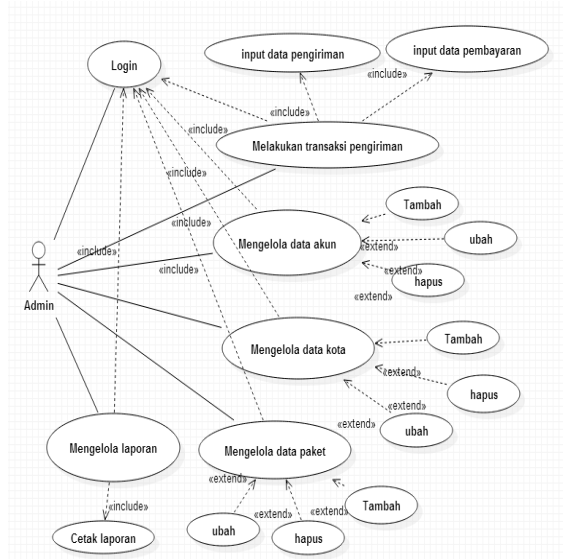 Login
input data pengiriman
input data pembayaran
«include»
«include»
Melakukan transaksi pengiriman
«include»
«include»
Tambah
«include»
Mengelola data akun
ubah
«extend»
«include»
«include»
«extend»
hapus
«extend»
Admin
Tambah
Mengelola data kota
«extend»
hapus
«extend»
«extend»
ubah
Mengelola laporan
Mengelola data paket
«extend»
«include»
«extend»
«extend»
Tambah
ubah
hapus
Cetak laporan